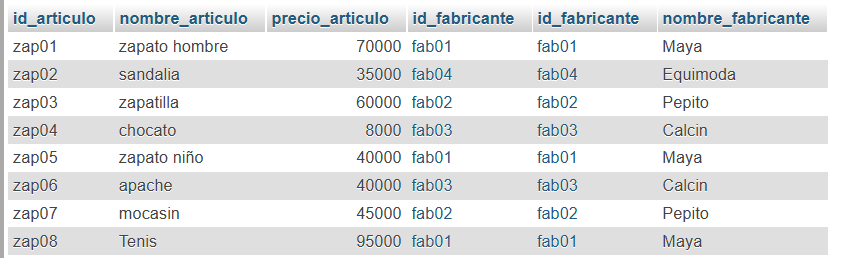 id_articulo nombre_articulo precio_articulo id_fabricante id_fabricante nombre_fabricante
zap01 zapato hombre 70000 fab01 fab01 Maya
zap02 sandalia 35000 fab04 fab04 Equimoda
zap03 zapatilla 60000 fab02 fab02 Pepito
zap04 chocato 8000 fab03 fab03 Calcin
zap05 zapato niño 40000 fab01 fab01 Maya
zap06 apache 40000 fab03 fab03 Calcin
zap07 mocasin 45000 fab02 fab02 Pepito
zap08 Tenis 95000 fab01 fab01 Maya